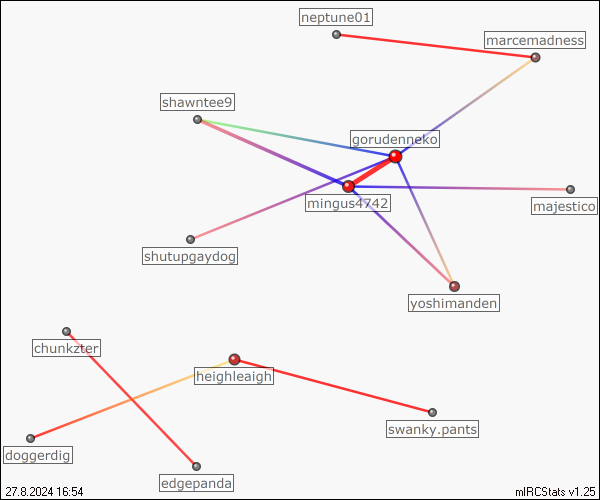 neptune01
marcemadness
shawntee9
gorudenneko
mingus4742
majestico
shutupgaydog
yoshimanden
chunkzter
heighleaigh
swanky.pants
doggerdig
edgepanda
27.8.2024 16:54
mIRCStats v1.25